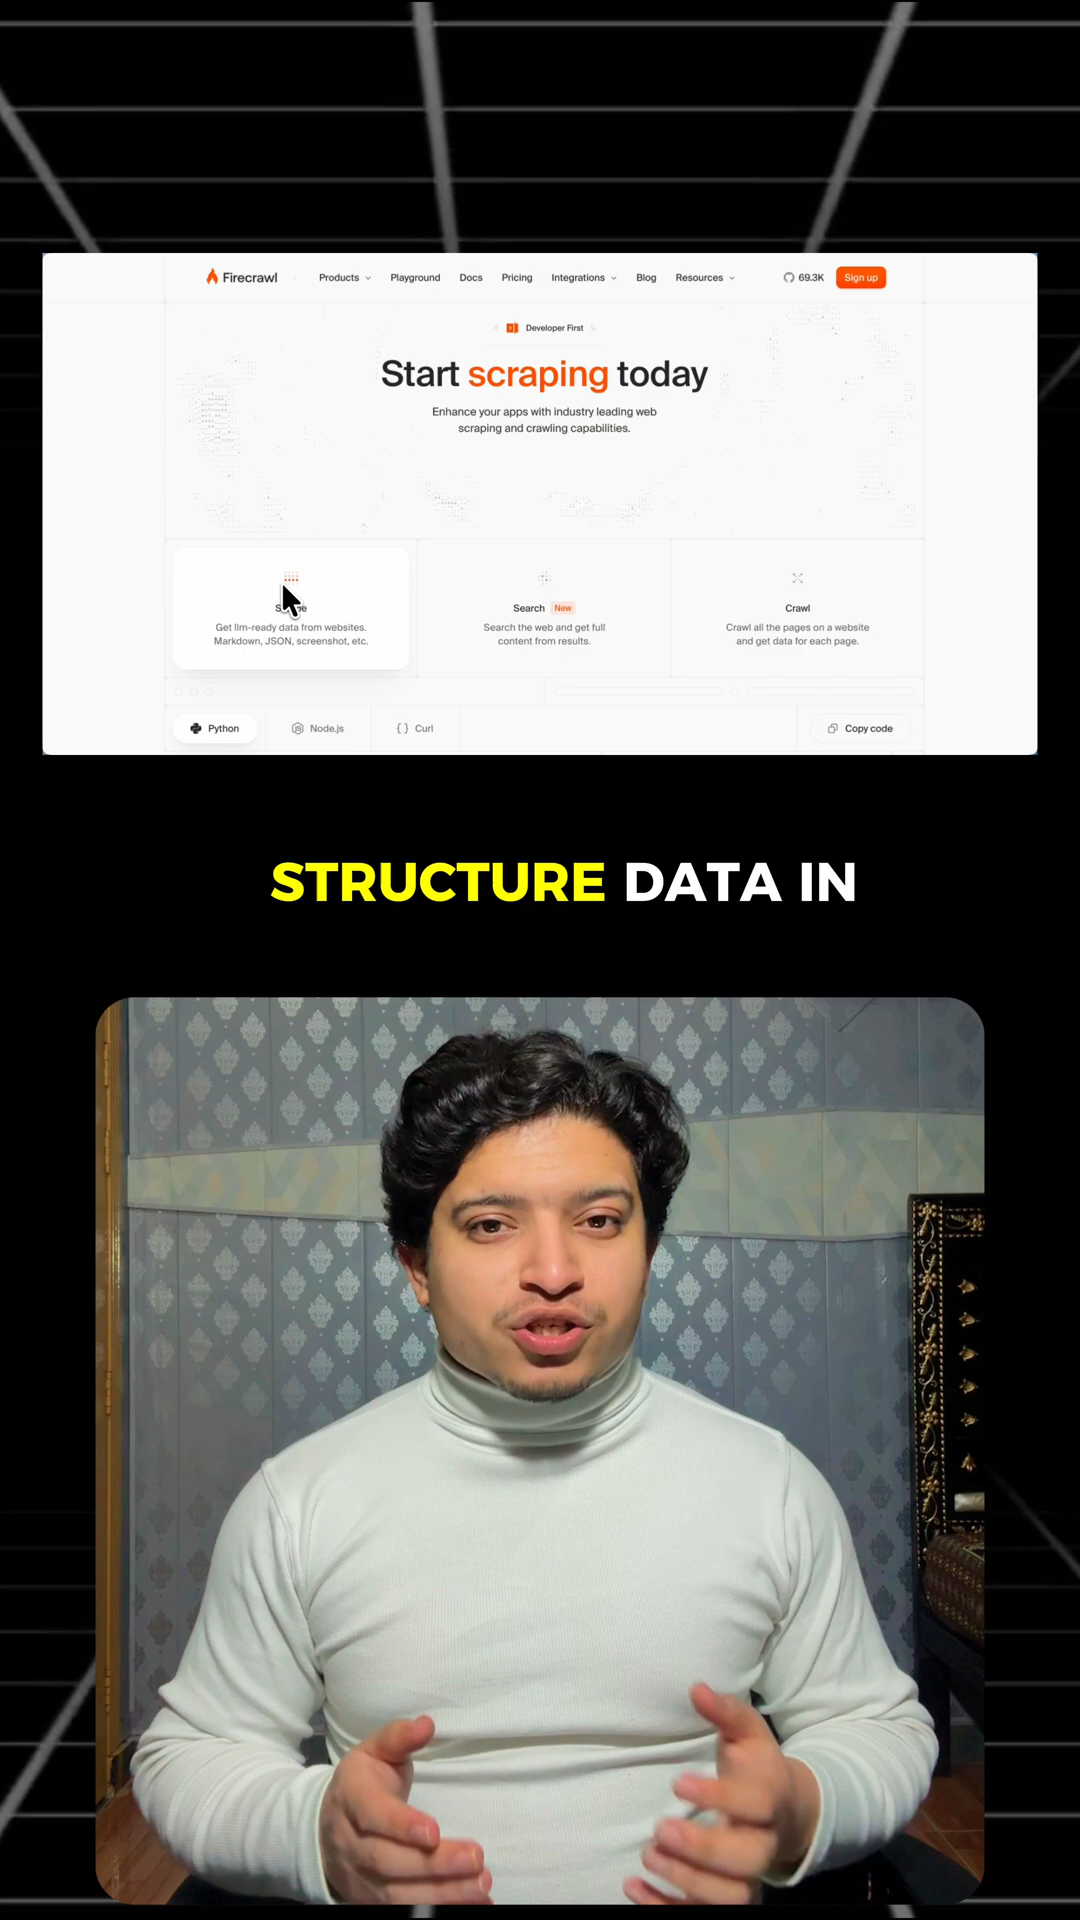 Firecrawl
Products
Playground
Docs
Pricing
Integrations
Blog
Resources
69.3K
Sign up
Developer First
Start scraping today
Enhance your apps with industry leading web
scraping and crawling capabilities.
Get llm-ready data from websites.
Markdown, JSON, screenshot, etc.
Search New
Search the web and get full
content from results.
Crawl
Crawl all the pages on a website
and get data for each page.
Python
Node.js
{ } Curl
Copy code
STRUCTURE DATA IN